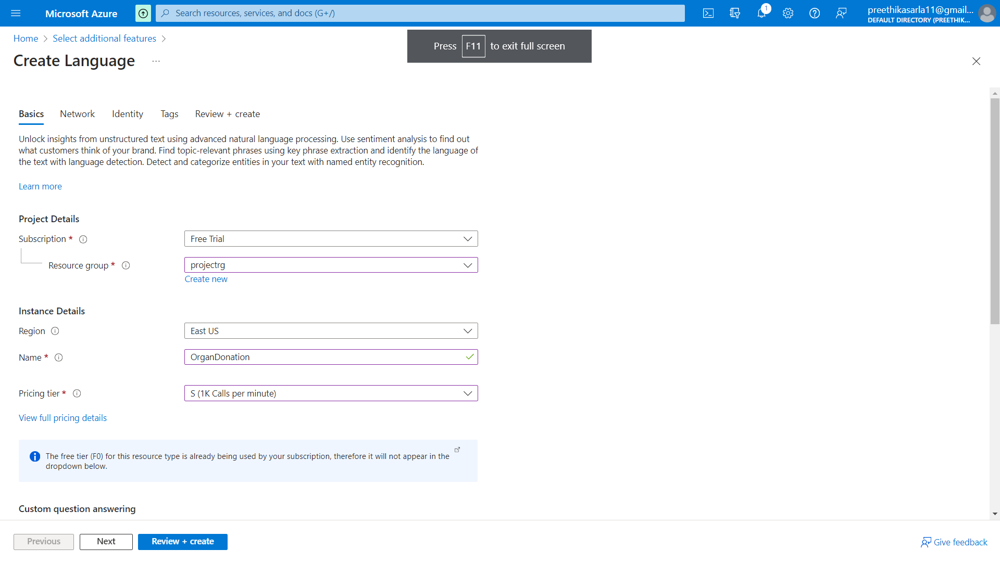 Microsoft Azure
Search resources, services, and docs (G+/)
1
preethikasarla11@gmail...
DEFAULT DIRECTORY (PREETHIK...
Home > Select additional features >
Press F11 to exit full screen
Create Language ...
Basics Network Identity Tags Review + create
Unlock insights from unstructured text using advanced natural language processing. Use sentiment analysis to find out
what customers think of your brand. Find topic-relevant phrases using key phrase extraction and identify the language of
the text with language detection. Detect and categorize entities in your text with named entity recognition.
Learn more
Project Details
Subscription * Free Trial
Resource group * projectrg
Create new
Instance Details
Region East US
Name * OrganDonation
Pricing tier * S (1K Calls per minute)
View full pricing details
The free tier (F0) for this resource type is already being used by your subscription, therefore it will not appear in the
dropdown below.
Custom question answering
Previous Next Review + create Give feedback